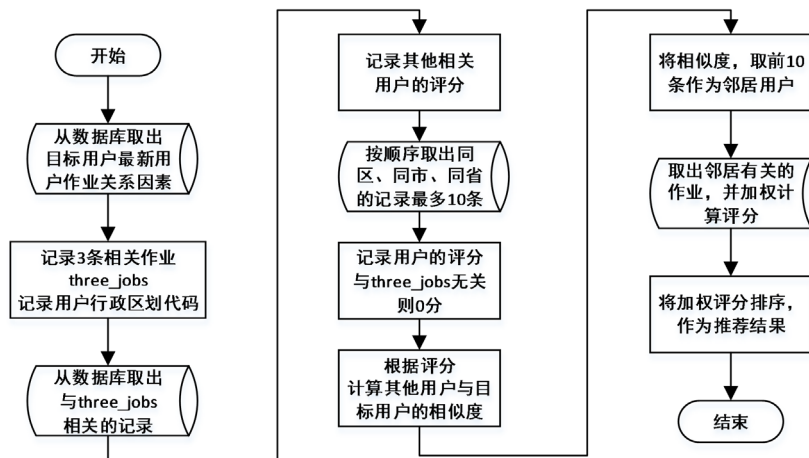 开始
从数据库取出
目标用户最新用
户作业关系因素
记录3条相关作业
three_jobs
记录用户行政区划代码
从数据库取出
与three_jobs
相关的记录
记录其他相关
用户的评分
按顺序取出同
区、同市、同省
的记录最多10条
记录用户的评分
与three_jobs无关
则0分
根据评分
计算其他用户与目
标用户的相似度
将相似度，取前10
条作为邻居用户
取出邻居有关的
作业，并加权计
算评分
将加权评分排序，
作为推荐结果
结束